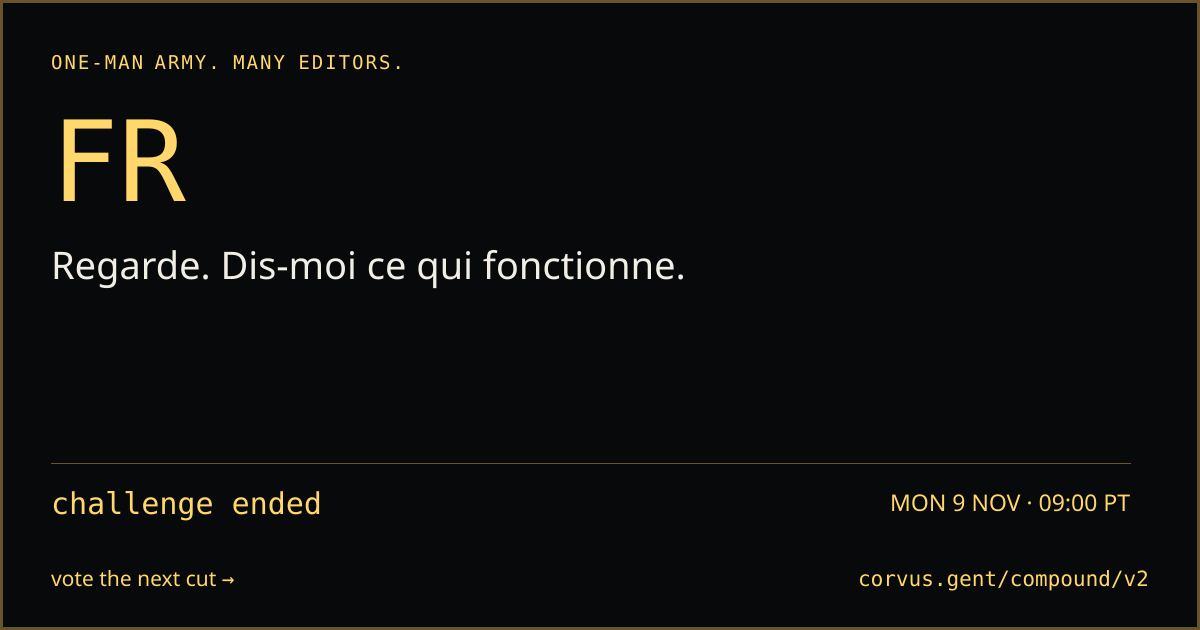 ONE-MAN ARMY. MANY EDITORS.
FR
Regarde. Dis-moi ce qui fonctionne.
challenge ended
MON 9 NOV · 09:00 PT
vote the next cut →
corvus.gent/compound/v2